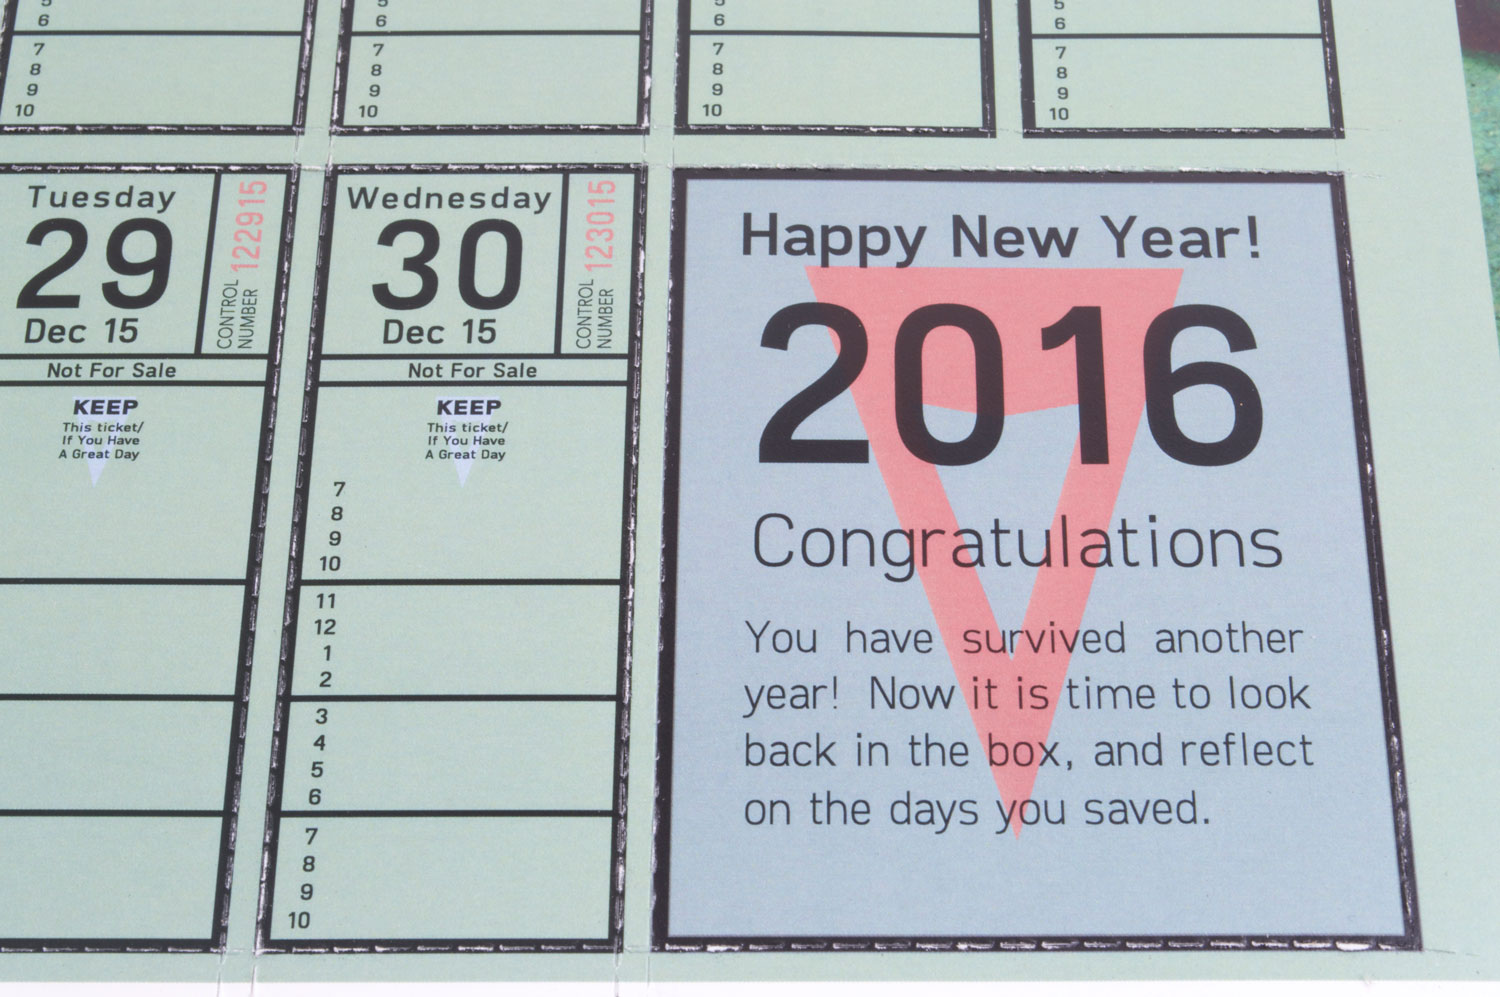 5
6
7
8
9
10
5
6
7
8
9
10
5
6
7
8
9
10
5
6
7
8
9
10
Tuesday
29
Dec 15
CONTROL
NUMBER
122915
Not For Sale
KEEP
This ticket/
If You Have
A Great Day
Wednesday
30
Dec 15
CONTROL
NUMBER
123015
Not For Sale
KEEP
This ticket/
If You Have
A Great Day
7
8
9
10
11
12
1
2
3
4
5
6
7
8
9
10
Happy New Year!
2016
Congratulations
You have survived another
year! Now it is time to look
back in the box, and reflect
on the days you saved.